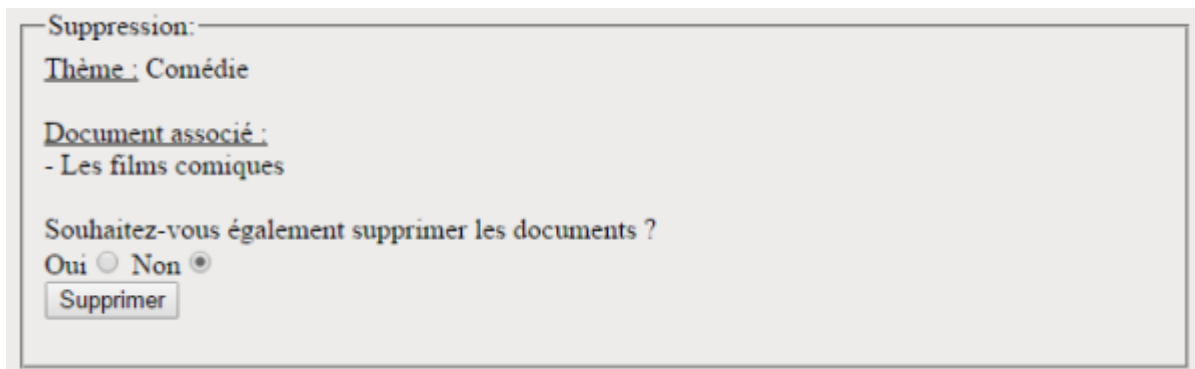 Suppression:
Thème : Comédie
Document associé :
- Les films comiques
Souhaitez-vous également supprimer les documents ?
Oui Non
Supprimer